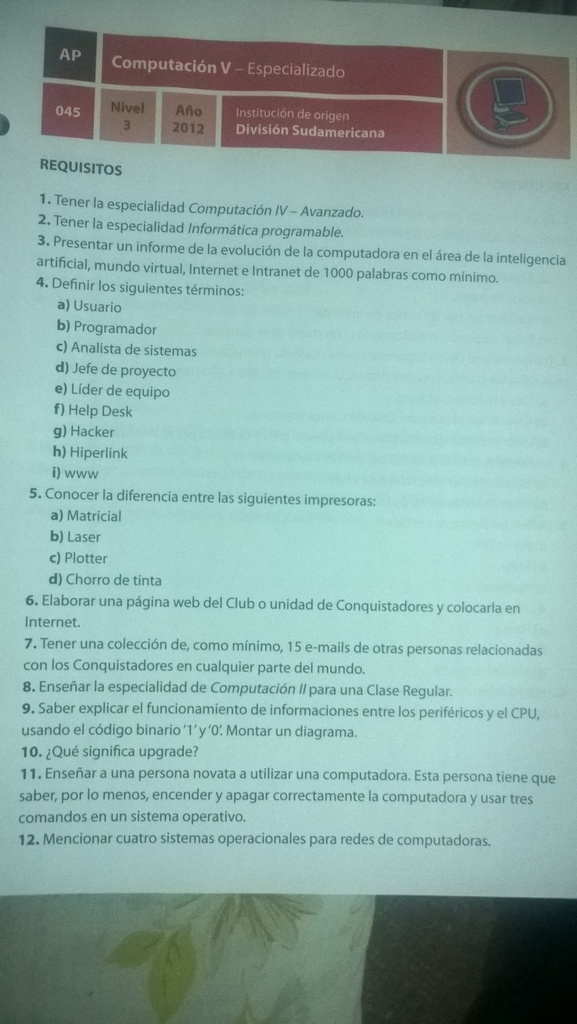 AP
Computación V – Especializado
045
Nivel
3
Año
2012
Institución de origen
División Sudamericana
REQUISITOS
1. Tener la especialidad Computación IV – Avanzado.
2. Tener la especialidad Informática programable.
3. Presentar un informe de la evolución de la computadora en el área de la inteligencia
artificial, mundo virtual, Internet e Intranet de 1000 palabras como mínimo.
4. Definir los siguientes términos:
a) Usuario
b) Programador
c) Analista de sistemas
d) Jefe de proyecto
e) Líder de equipo
f) Help Desk
g) Hacker
h) Hiperlink
i) www
5. Conocer la diferencia entre las siguientes impresoras:
a) Matricial
b) Laser
c) Plotter
d) Chorro de tinta
6. Elaborar una página web del Club o unidad de Conquistadores y colocarla en
Internet.
7. Tener una colección de, como mínimo, 15 e-mails de otras personas relacionadas
con los Conquistadores en cualquier parte del mundo.
8. Enseñar la especialidad de Computación II para una Clase Regular.
9. Saber explicar el funcionamiento de informaciones entre los periféricos y el CPU,
usando el código binario '1' y '0'. Montar un diagrama.
10. ¿Qué significa upgrade?
11. Enseñar a una persona novata a utilizar una computadora. Esta persona tiene que
saber, por lo menos, encender y apagar correctamente la computadora y usar tres
comandos en un sistema operativo.
12. Mencionar cuatro sistemas operacionales para redes de computadoras.